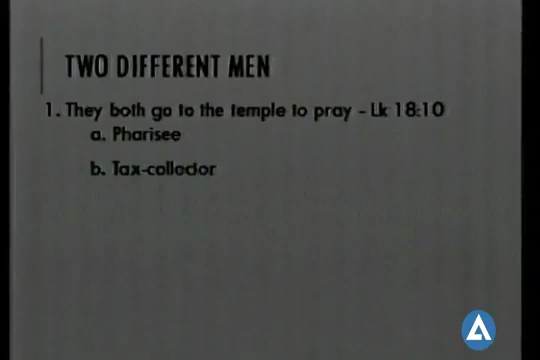 TWO DIFFERENT MEN
1. They both go to the temple to pray – Lk 18:10
a. Pharisee
b. Tax-collector